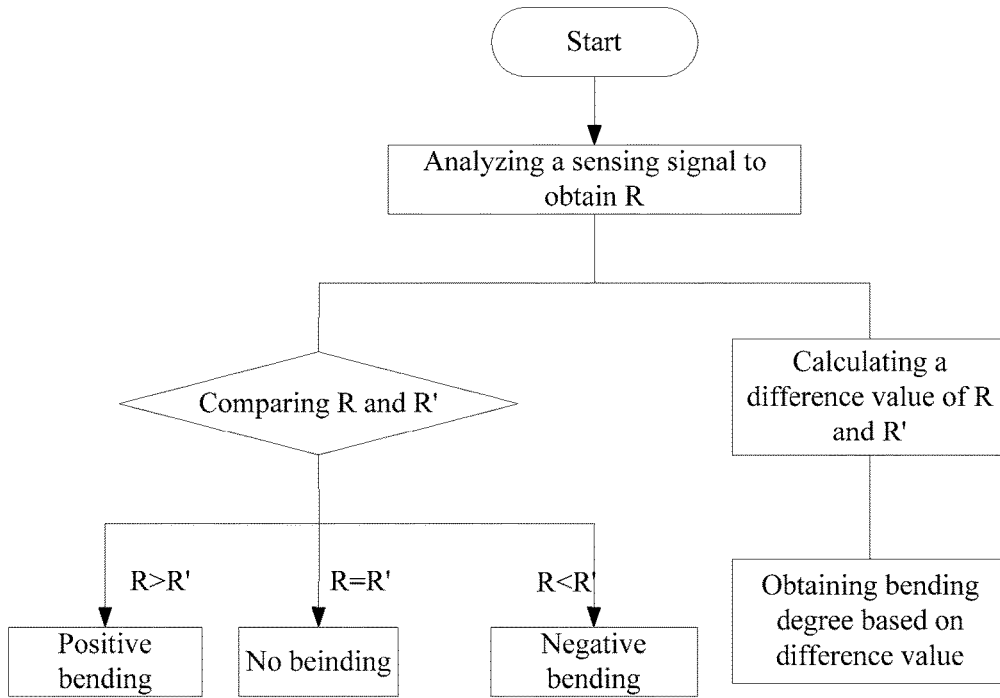 Start
Analyzing a sensing signal to
obtain R
Comparing R and R'
Calculating a
difference value of R
and R'
R>R'
R=R'
R<R'
Positive
bending
No beinding
Negative
bending
Obtaining bending
degree based on
difference value